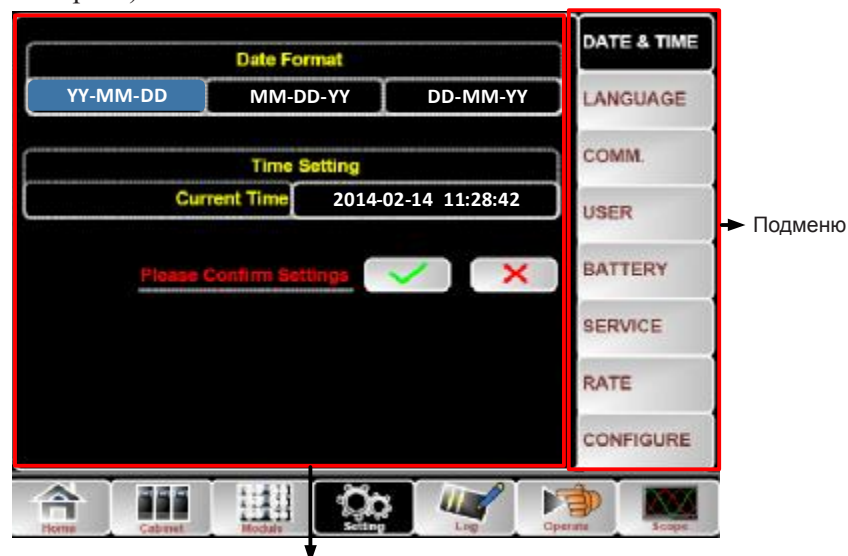 DATE & TIME
Date Format
YY-MM-DD MM-DD-YY DD-MM-YY
LANGUAGE
Time Setting
COMM.
Current Time 2014-02-14 11:28:42
USER
Подменю
Please Confirm Settings
BATTERY
SERVICE
RATE
CONFIGURE
Home Cabinet Module Setting Log Operate Scope